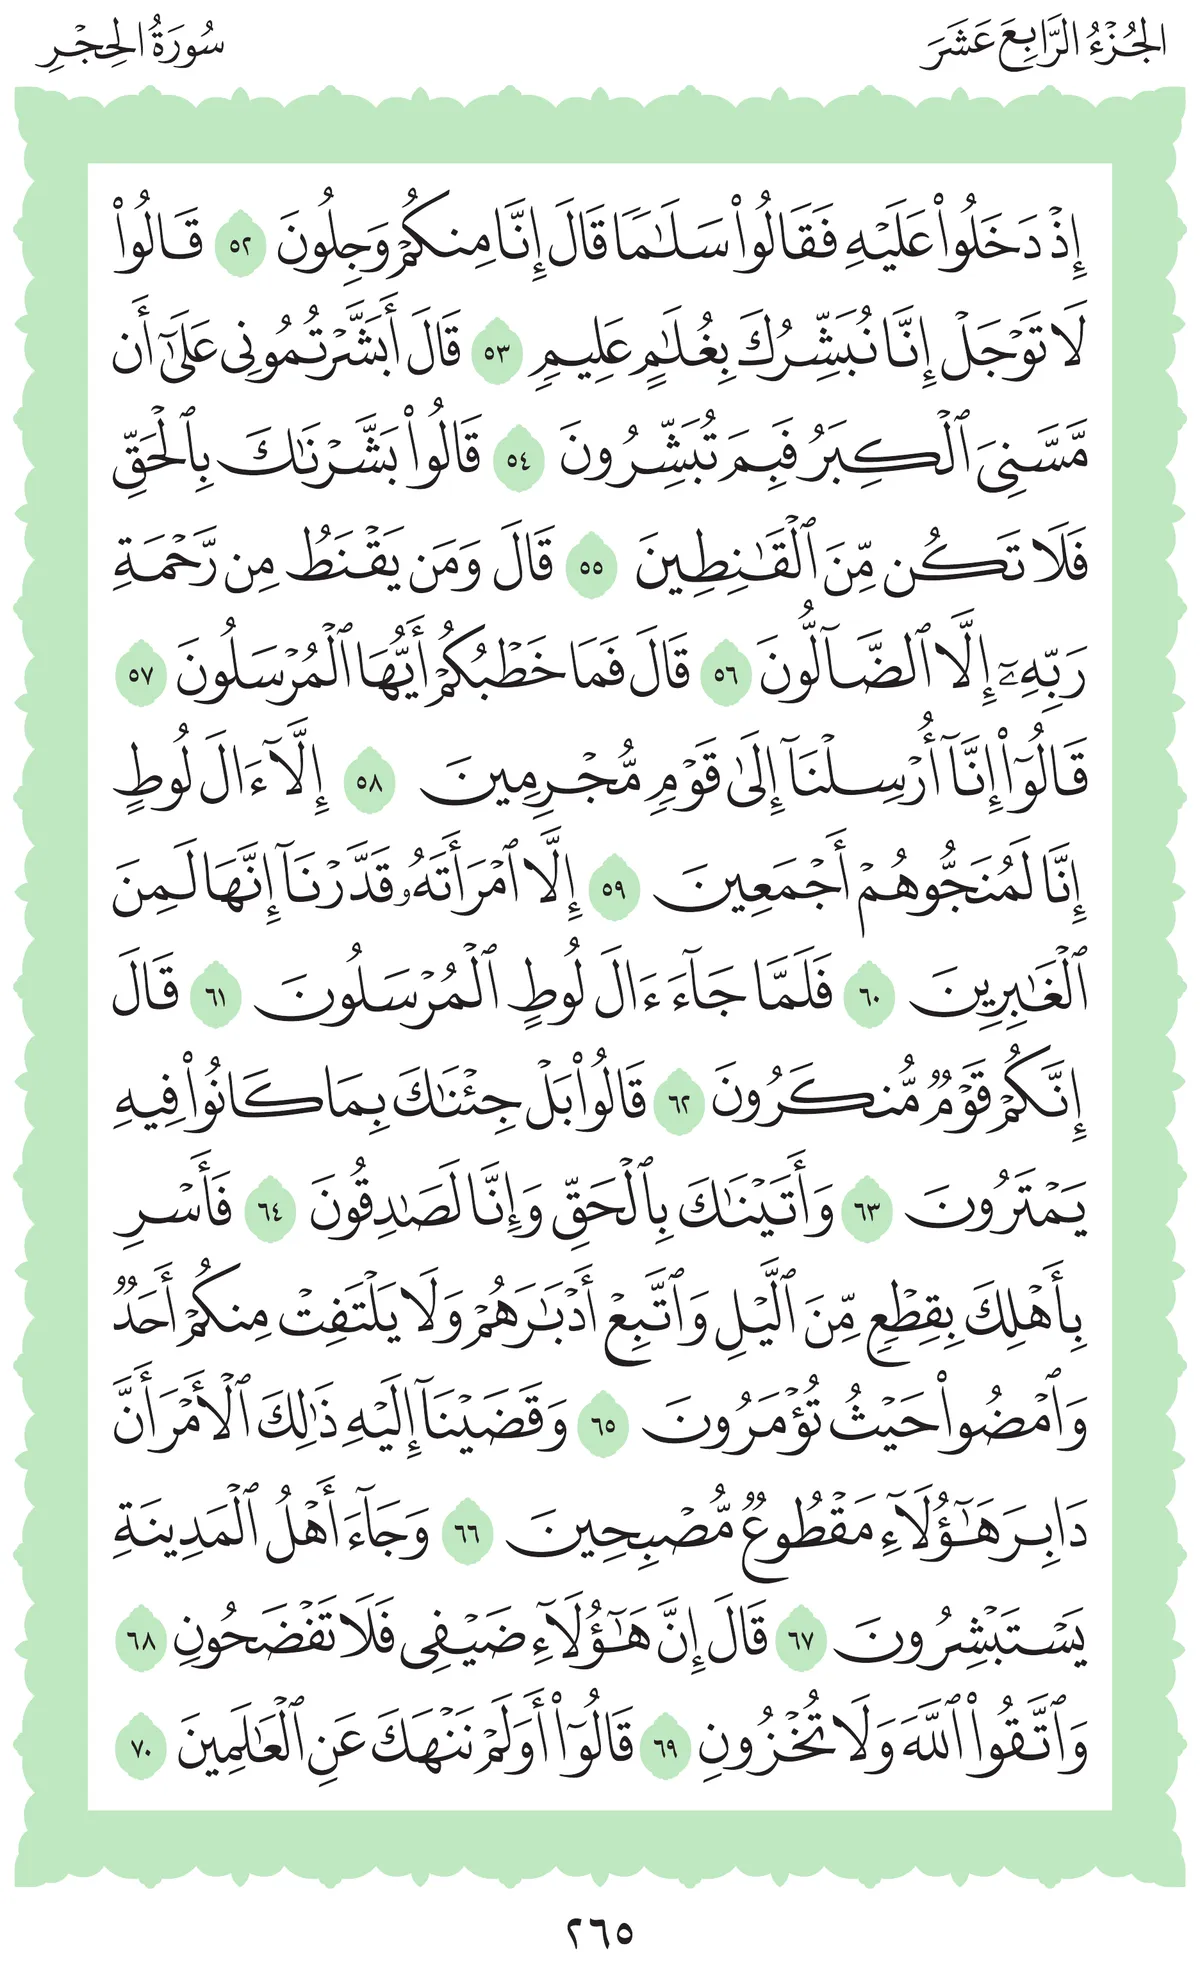 الجُزْءُ الرَّابِعَ عَشَرَ
سُورَةُ الحِجْرِ
إِذْ دَخَلُوا۟ عَلَيْهِ فَقَالُوا۟ سَلَـٰمًا قَالَ إِنَّا مِنكُمْ وَجِلُونَ ٥٢ قَالُوا۟
لَا تَوْجَلْ إِنَّا نُبَشِّرُكَ بِغُلَـٰمٍ عَلِيمٍ ٥٣ قَالَ أَبَشَّرْتُمُونِى عَلَىٰٓ أَن
مَّسَّنِىَ ٱلْكِبَرُ فَبِمَ تُبَشِّرُونَ ٥٤ قَالُوا۟ بَشَّرْنَـٰكَ بِٱلْحَقِّ
فَلَا تَكُن مِّنَ ٱلْقَـٰنِطِينَ ٥٥ قَالَ وَمَن يَقْنَطُ مِن رَّحْمَةِ
رَبِّهِۦٓ إِلَّا ٱلضَّآلُّونَ ٥٦ قَالَ فَمَا خَطْبُكُمْ أَيُّهَا ٱلْمُرْسَلُونَ ٥٧
قَالُوٓا۟ إِنَّآ أُرْسِلْنَآ إِلَىٰ قَوْمٍ مُّجْرِمِينَ ٥٨ إِلَّآ ءَالَ لُوطٍ
إِنَّا لَمُنَجُّوهُمْ أَجْمَعِينَ ٥٩ إِلَّا ٱمْرَأَتَهُۥ قَدَّرْنَآ إِنَّهَا لَمِنَ
ٱلْغَـٰبِرِينَ ٦٠ فَلَمَّا جَآءَ ءَالَ لُوطٍ ٱلْمُرْسَلُونَ ٦١ قَالَ
إِنَّكُمْ قَوْمٌ مُّنكَرُونَ ٦٢ قَالُوا۟ بَلْ جِئْنَـٰكَ بِمَا كَانُوا۟ فِيهِ
يَمْتَرُونَ ٦٣ وَأَتَيْنَـٰكَ بِٱلْحَقِّ وَإِنَّا لَصَـٰدِقُونَ ٦٤ فَأَسْرِ
بِأَهْلِكَ بِقِطْعٍ مِّنَ ٱلَّيْلِ وَٱتَّبِعْ أَدْبَـٰرَهُمْ وَلَا يَلْتَفِتْ مِنكُمْ أَحَدٌ
وَٱمْضُوا۟ حَيْثُ تُؤْمَرُونَ ٦٥ وَقَضَيْنَآ إِلَيْهِ ذَٰلِكَ ٱلْأَمْرَ أَنَّ
دَابِرَ هَـٰٓؤُلَآءِ مَقْطُوعٌ مُّصْبِحِينَ ٦٦ وَجَآءَ أَهْلُ ٱلْمَدِينَةِ
يَسْتَبْشِرُونَ ٦٧ قَالَ إِنَّ هَـٰٓؤُلَآءِ ضَيْفِى فَلَا تَفْضَحُونِ ٦٨
وَٱتَّقُوا۟ ٱللَّهَ وَلَا تُخْزُونِ ٦٩ قَالُوٓا۟ أَوَلَمْ نَنْهَكَ عَنِ ٱلْعَـٰلَمِينَ ٧٠
٢٦٥